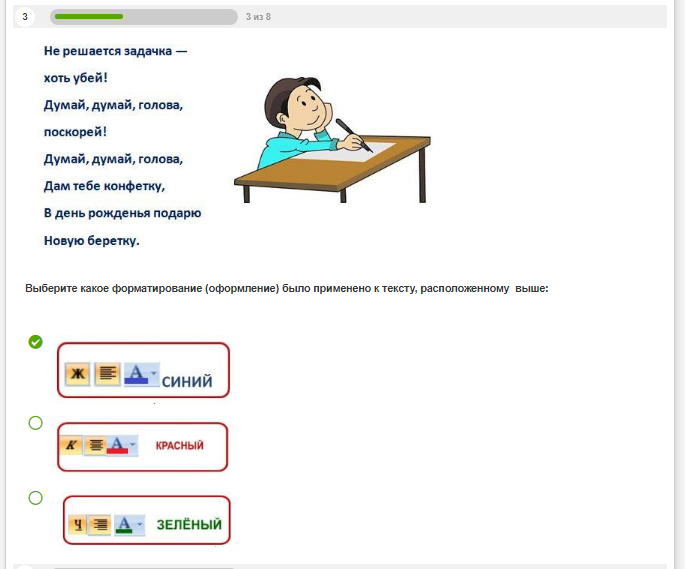 3
3 из 8
Не решается задачка —
хоть убей!
Думай, думай, голова,
поскорей!
Думай, думай, голова,
Дам тебе конфетку,
В день рожденья подарю
Новую беретку.
Выберите какое форматирование (оформление) было применено к тексту, расположенному выше:
Ж А СИНИЙ
К А КРАСНЫЙ
Ч А ЗЕЛЁНЫЙ